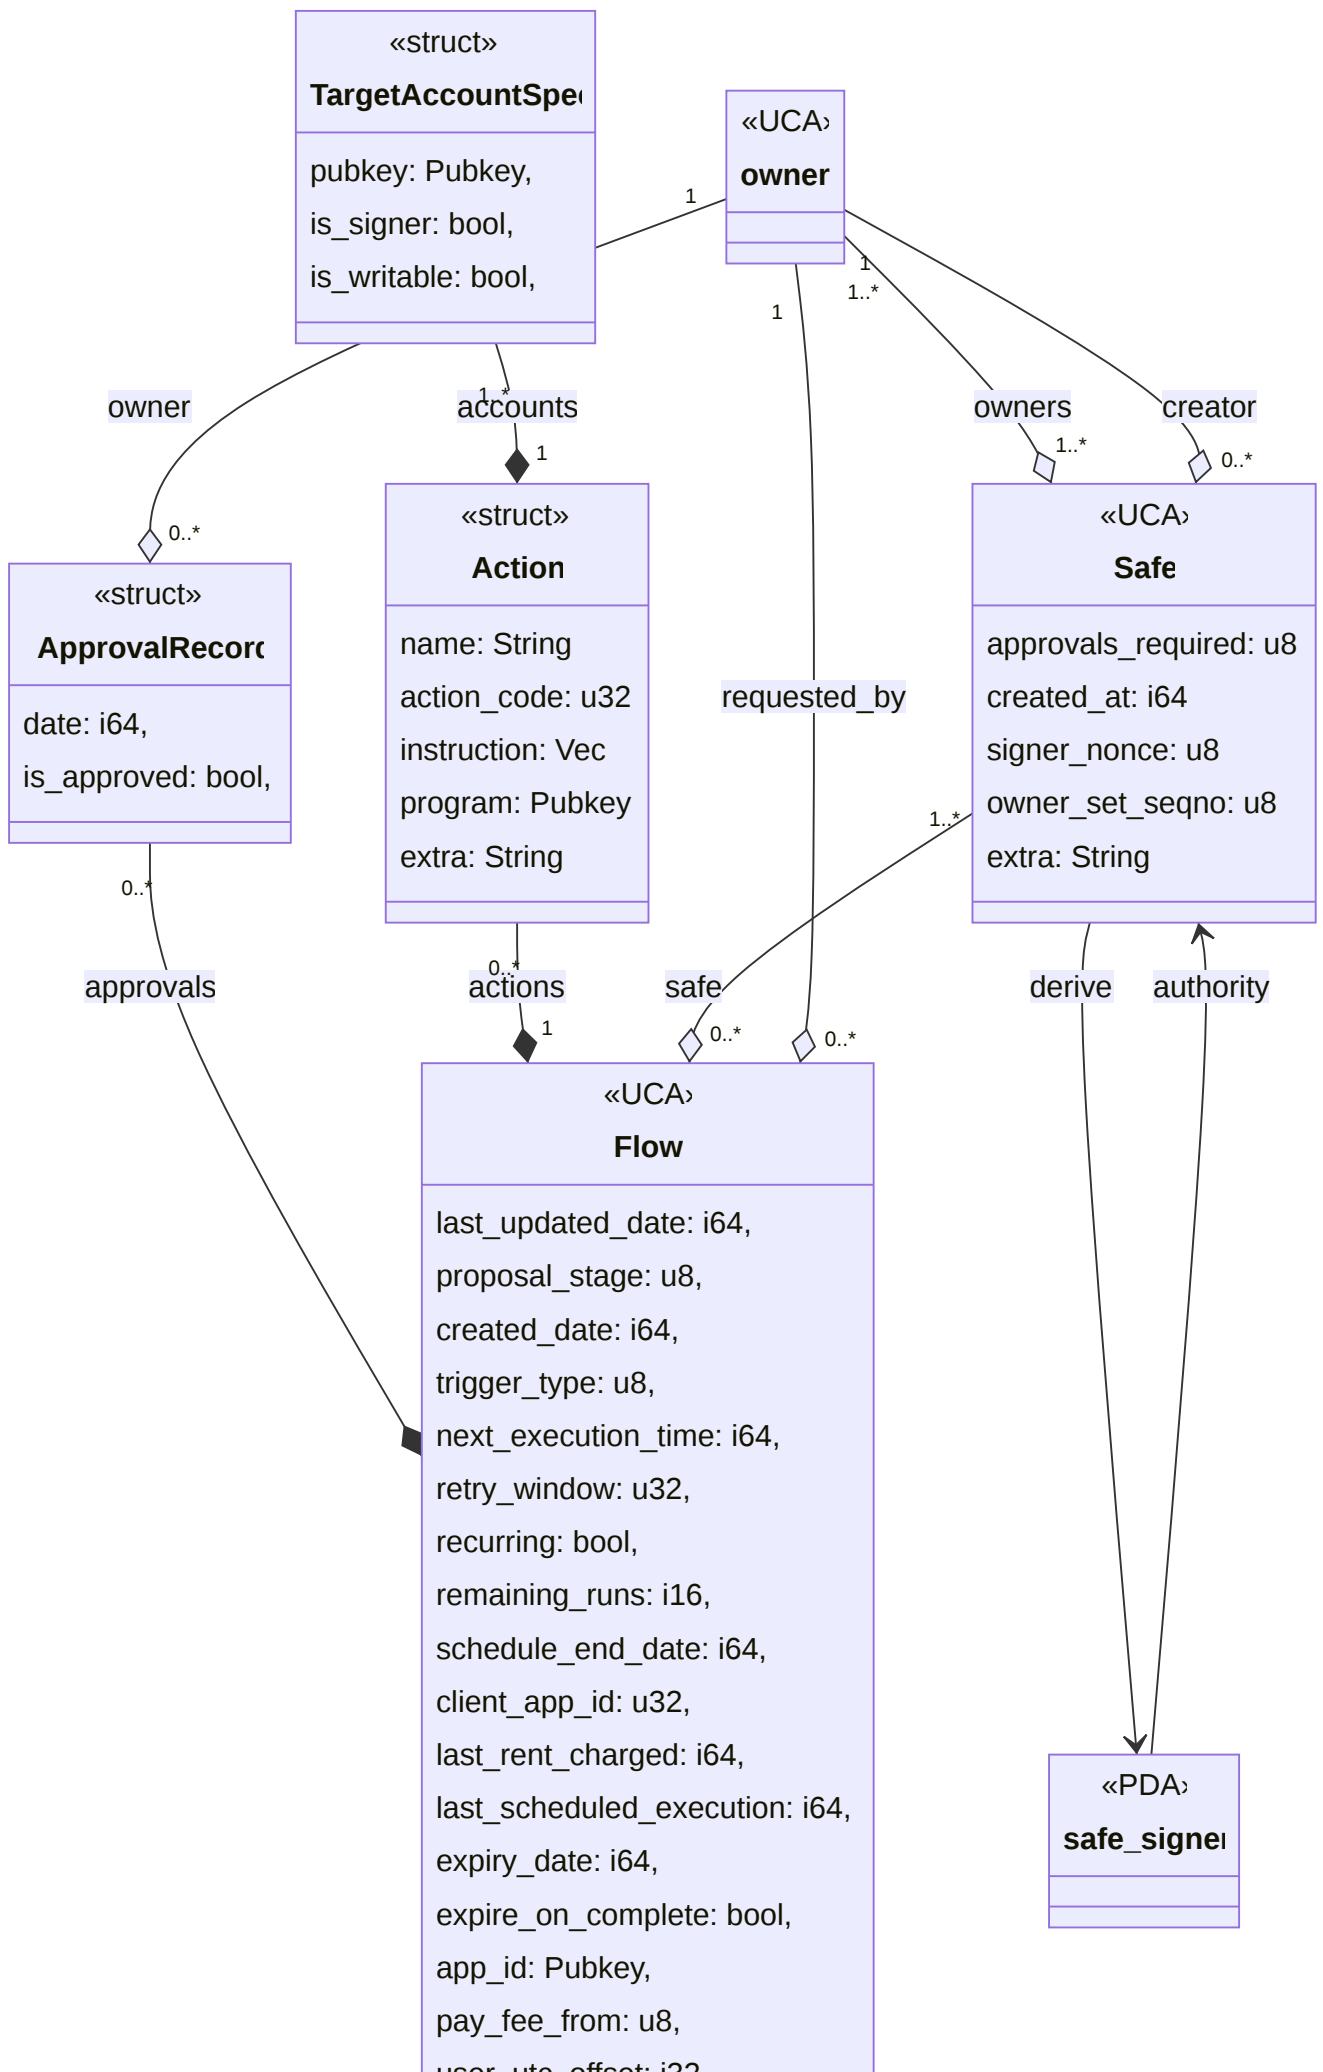 «struct»
TargetAccountSpec
pubkey: Pubkey,
is_signer: bool,
is_writable: bool,
«UCA›
owner
1
1
1..*
1
owner
1..*
accounts
owners
creator
1
1..*
0..*
0..*
«struct»
ApprovalRecord
date: i64,
is_approved: bool,
«struct»
Action
name: String
action_code: u32
instruction: Vec
program: Pubkey
extra: String
requested_by
«UCA›
Safe
approvals_required: u8
created_at: i64
signer_nonce: u8
owner_set_seqno: u8
extra: String
1..*
0..*
approvals
0..*
actions
safe
derive
authority
1
0..*
0..*
«UCA›
Flow
last_updated_date: i64,
proposal_stage: u8,
created_date: i64,
trigger_type: u8,
next_execution_time: i64,
retry_window: u32,
recurring: bool,
remaining_runs: i16,
schedule_end_date: i64,
client_app_id: u32,
last_rent_charged: i64,
last_scheduled_execution: i64,
expiry_date: i64,
expire_on_complete: bool,
app_id: Pubkey,
pay_fee_from: u8,
user_utc_offset: i32
«PDA›
safe_signer